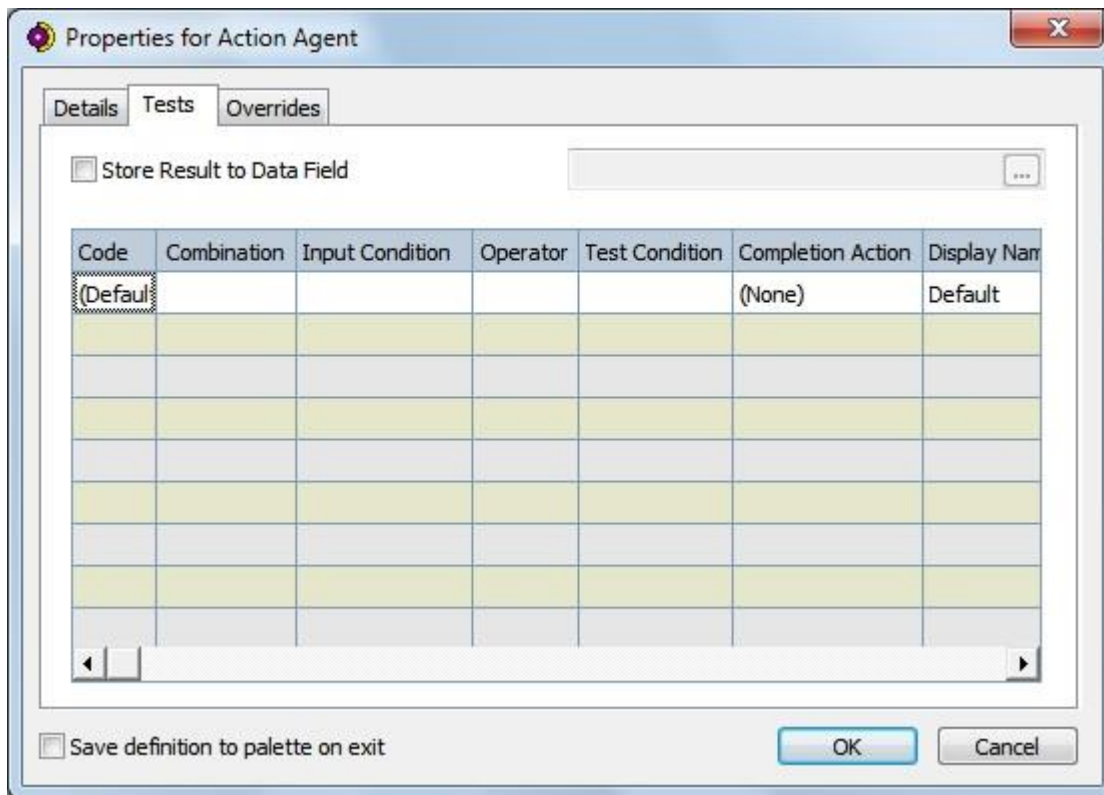 Properties for Action Agent
Details Tests Overrides
Store Result to Data Field ...
Code Combination Input Condition Operator Test Condition Completion Action Display Nam
(Defaul (None) Default
Save definition to palette on exit OK Cancel